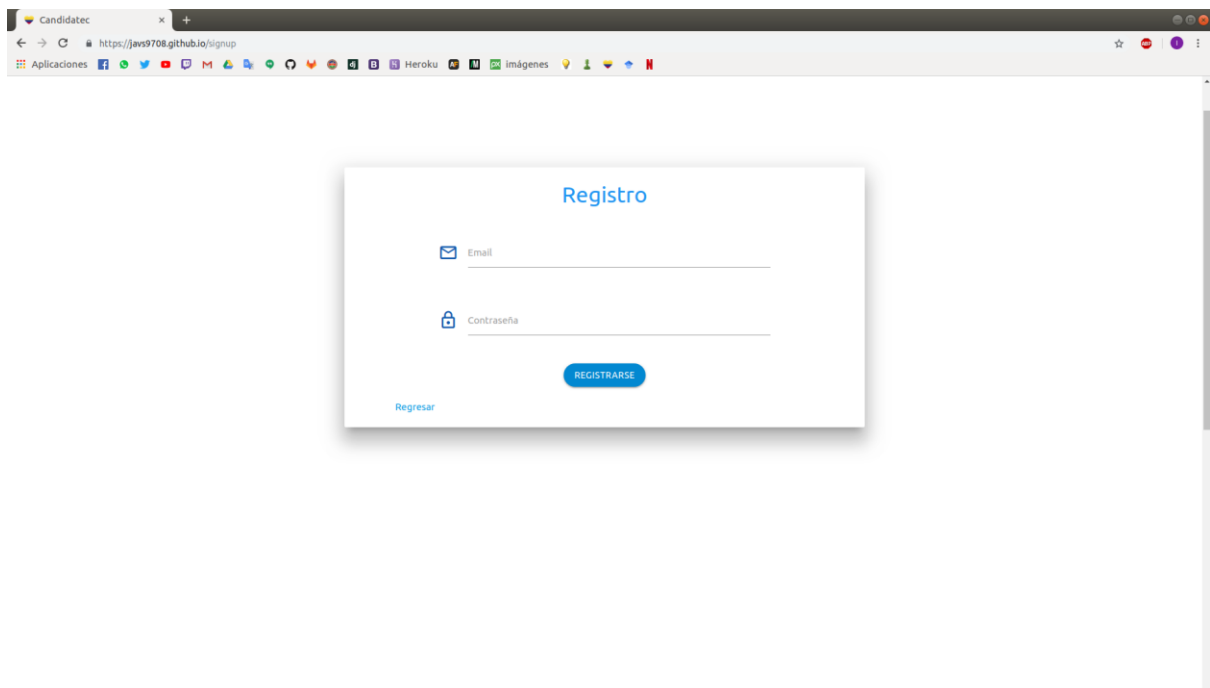 Candidatec
https://javs9708.github.io/signup
Aplicaciones Heroku imágenes
Registro
Email
Contraseña
REGISTRARSE
Regresar